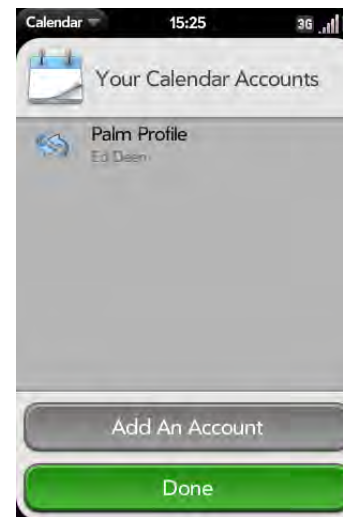 Calendar 15:25 3G
Your Calendar Accounts
Palm Profile
Ed Deen
Add An Account
Done